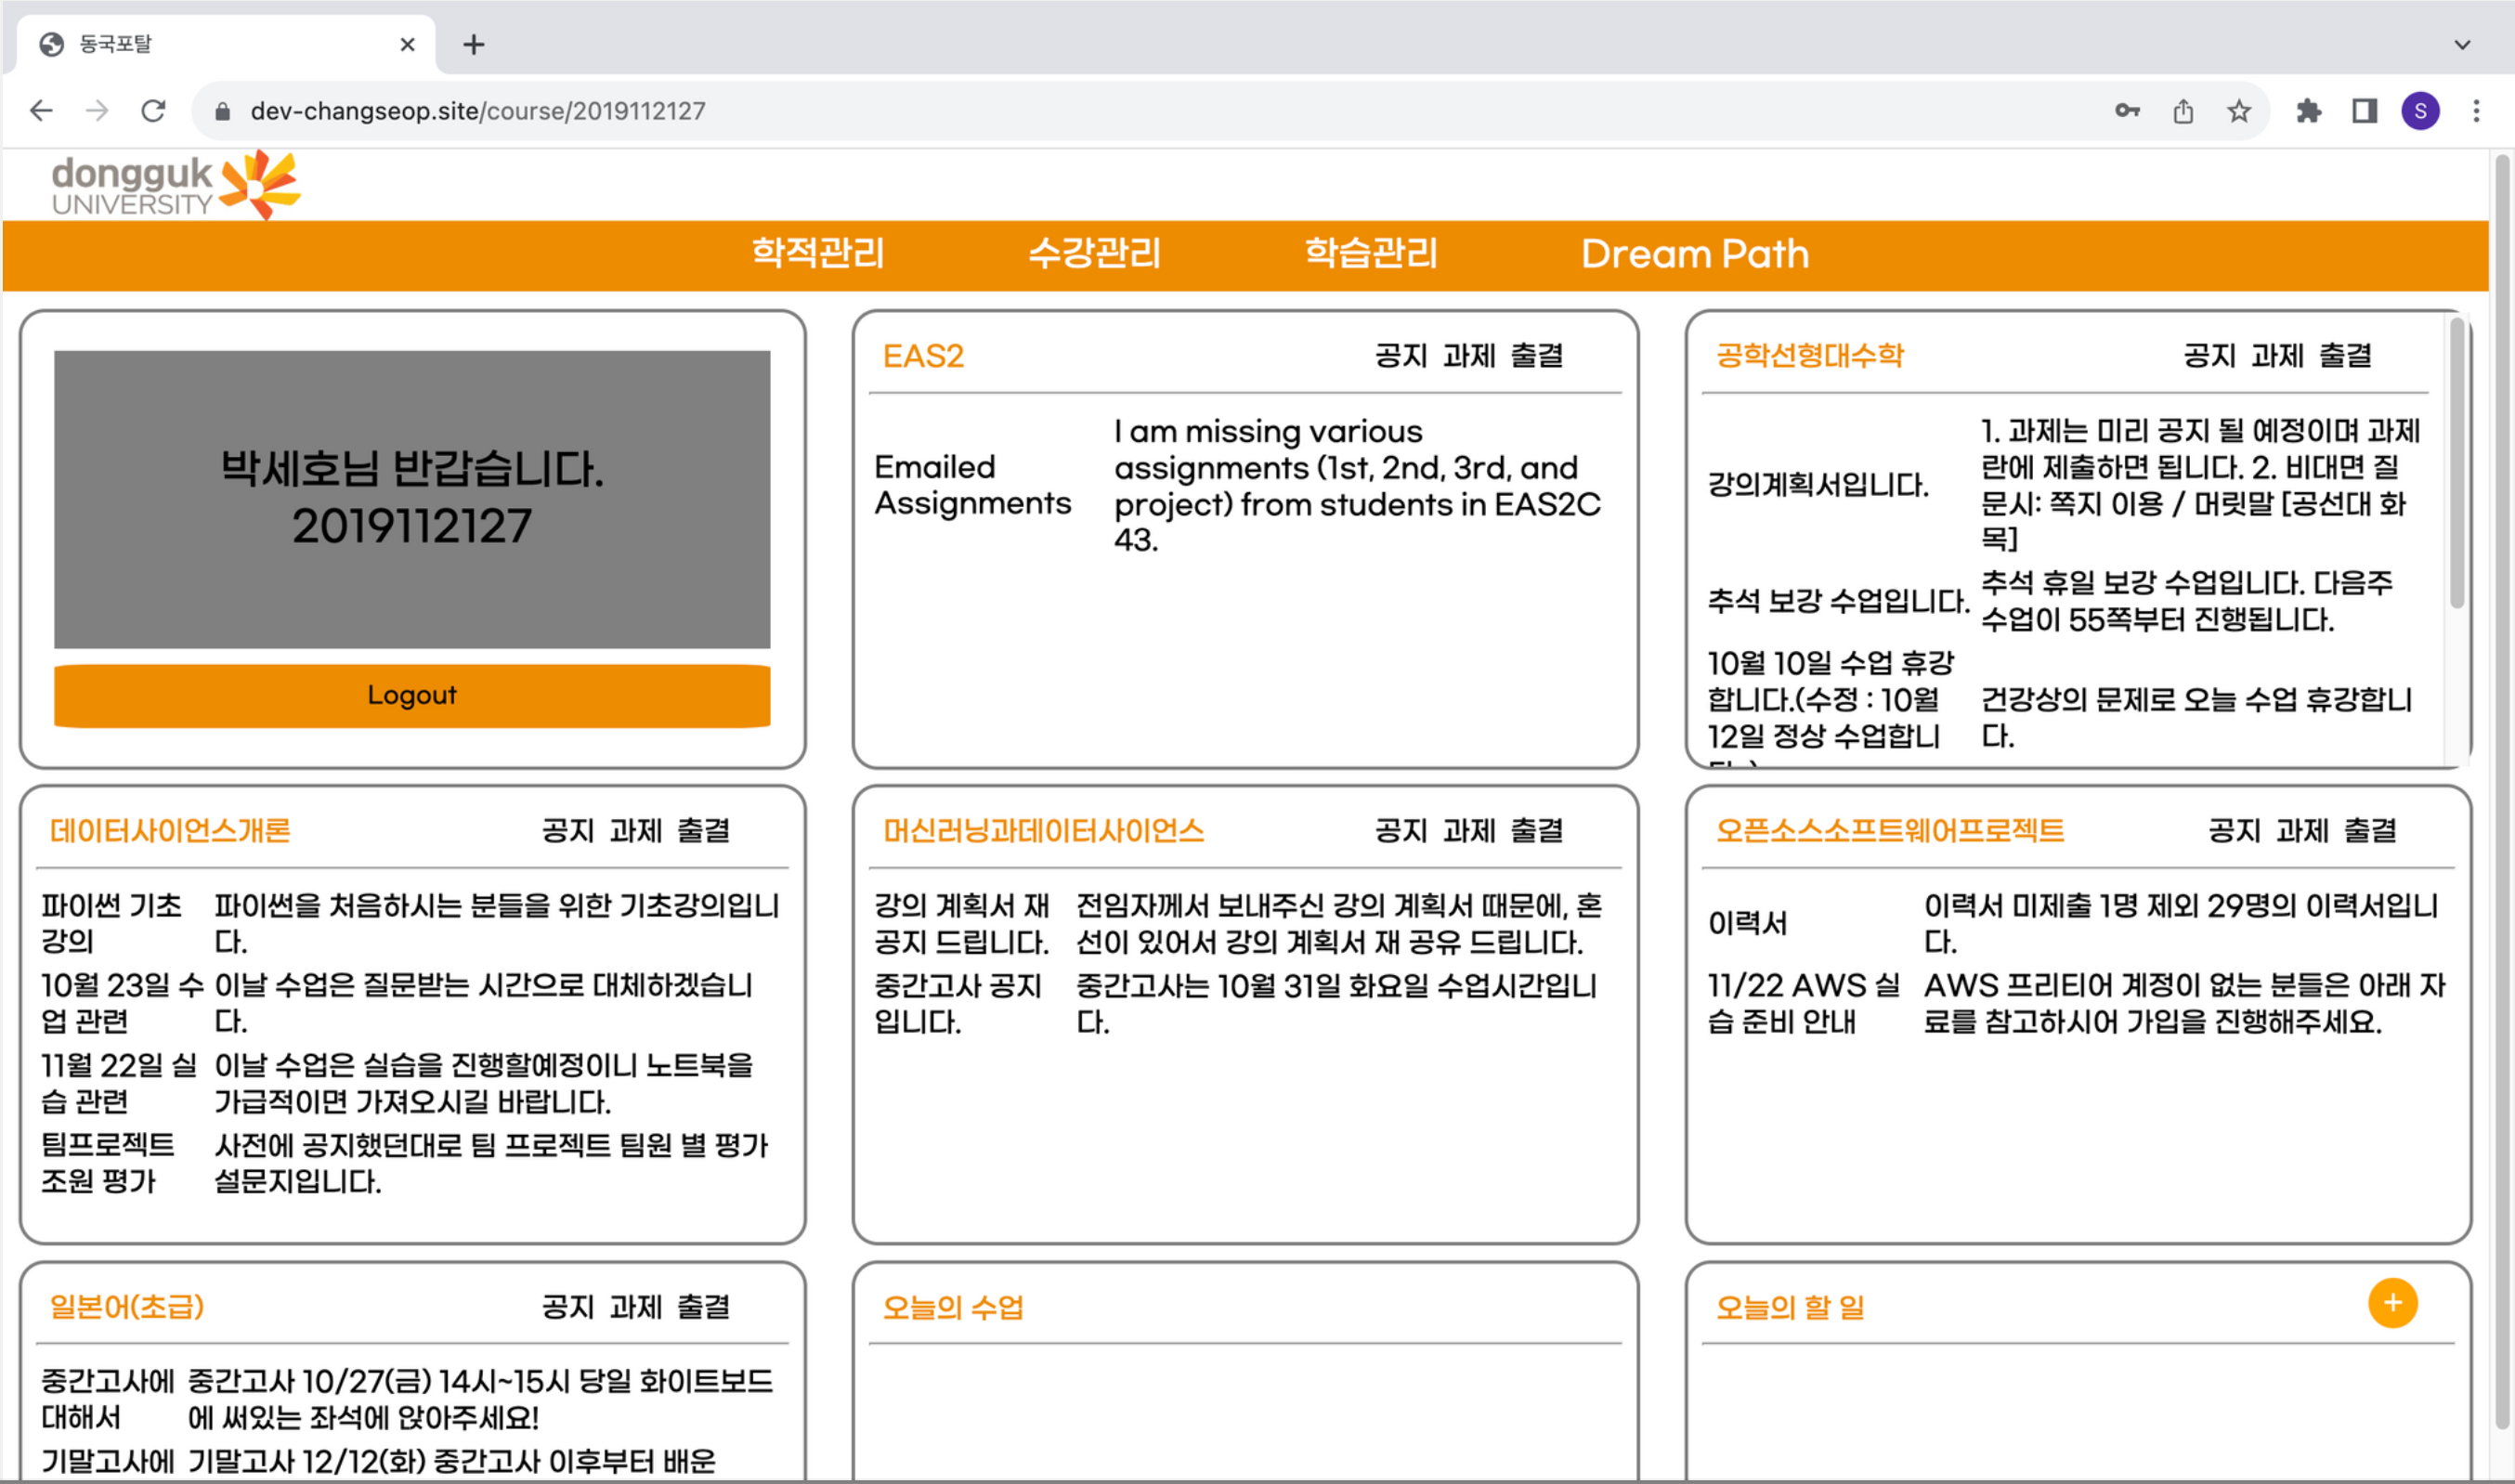 동국포탈
dev-changseop.site/course/2019112127
S
dongguk
UNIVERSITY
학적관리 수강관리 학습관리 Dream Path
박세호님 반갑습니다.
2019112127
Logout
EAS2 공지 과제 출결
Emailed
Assignments
I am missing various
assignments (1st, 2nd, 3rd, and
project) from students in EAS2C
43.
공학선형대수학 공지 과제 출결
강의계획서입니다.
1. 과제는 미리 공지 될 예정이며 과제
란에 제출하면 됩니다. 2. 비대면 질
문시: 쪽지 이용 / 머릿말 [공선대 화
목]
추석 보강 수업입니다.
추석 휴일 보강 수업입니다. 다음주
수업이 55쪽부터 진행됩니다.
10월 10일 수업 휴강
합니다.(수정 : 10월
12일 정상 수업합니
건강상의 문제로 오늘 수업 휴강합니
다.
데이터사이언스개론 공지 과제 출결
파이썬 기초
강의
파이썬을 처음하시는 분들을 위한 기초강의입니
다.
10월 23일 수
업 관련
이날 수업은 질문받는 시간으로 대체하겠습니
다.
11월 22일 실
습 관련
이날 수업은 실습을 진행할예정이니 노트북을
가급적이면 가져오시길 바랍니다.
팀프로젝트
조원 평가
사전에 공지했던대로 팀 프로젝트 팀원 별 평가
설문지입니다.
머신러닝과데이터사이언스 공지 과제 출결
강의 계획서 재
공지 드립니다.
전임자께서 보내주신 강의 계획서 때문에, 혼
선이 있어서 강의 계획서 재 공유 드립니다.
중간고사 공지
입니다.
중간고사는 10월 31일 화요일 수업시간입니
다.
오픈소스소프트웨어프로젝트 공지 과제 출결
이력서
이력서 미제출 1명 제외 29명의 이력서입니
다.
11/22 AWS 실
습 준비 안내
AWS 프리티어 계정이 없는 분들은 아래 자
료를 참고하시어 가입을 진행해주세요.
일본어(초급) 공지 과제 출결
중간고사에
대해서
중간고사 10/27(금) 14시~15시 당일 화이트보드
에 써있는 좌석에 앉아주세요!
기말고사에
기말고사 12/12(화) 중간고사 이후부터 배운
오늘의 수업
오늘의 할 일
+